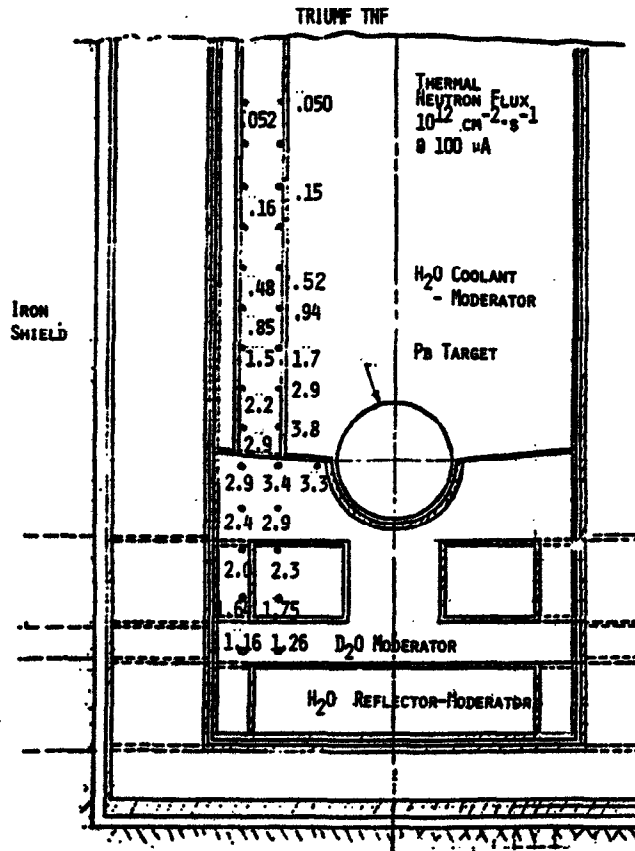 TRIUMF TNF
THERMAL
NEUTRON FLUX
10¹² CM⁻²·S⁻¹
@ 100 µA
.052 .050
.16 .15
.48 .52
.85 .94
1.5 1.7
2.2 2.9
2.9 3.8
H₂O COOLANT
- MODERATOR
PB TARGET
IRON
SHIELD
2.9 3.4 3.3
2.4 2.9
2.0 2.3
1.64 1.75
1.16 1.26 D₂O MODERATOR
H₂O REFLECTOR-MODERATOR